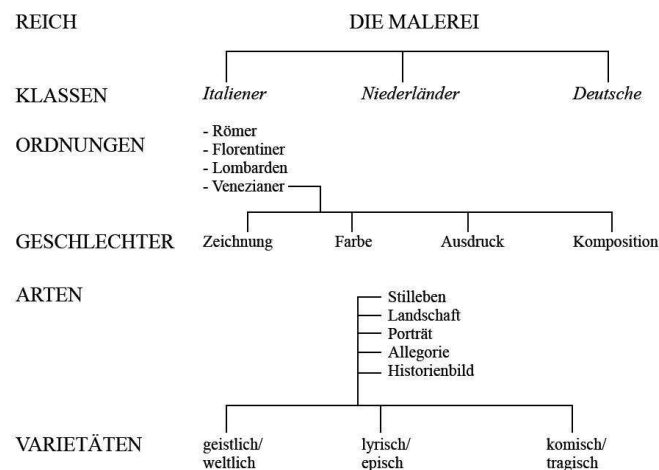 REICH DIE MALEREI
KLASSEN Italiener Niederländer Deutsche
ORDNUNGEN
- Römer
- Florentiner
- Lombarden
- Venezianer
GESCHLECHTER Zeichnung Farbe Ausdruck Komposition
ARTEN
Stilleben
Landschaft
Porträt
Allegorie
Historienbild
VARIETÄTEN geistlich/ lyrisch/ komisch/
weltlich episch tragisch